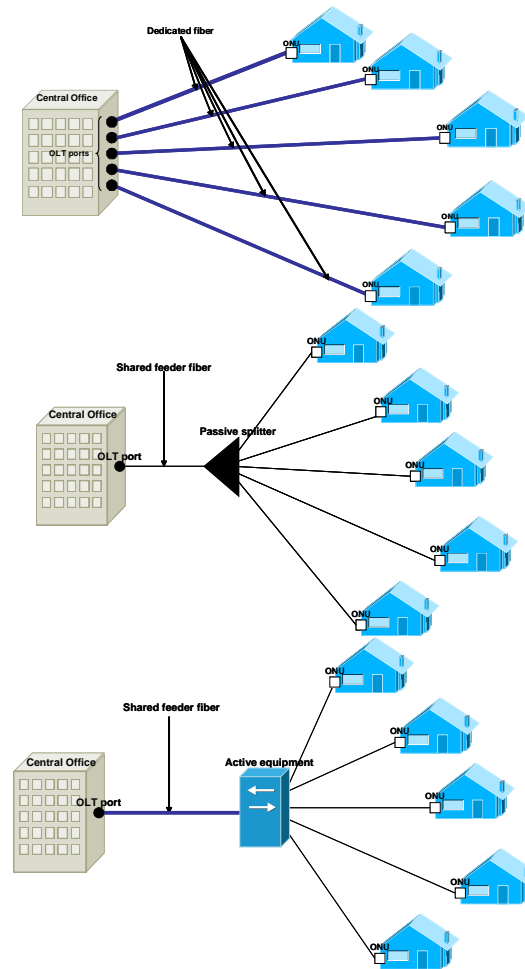 Dedicated fiber
ONU
ONU
Central Office
ONU
OLT ports
ONU
ONU
ONU
Shared feeder fiber
ONU
Central Office
Passive splitter
ONU
OLT port
ONU
ONU
ONU
Shared feeder fiber
ONU
Central Office
Active equipment
ONU
OLT port
ONU
ONU